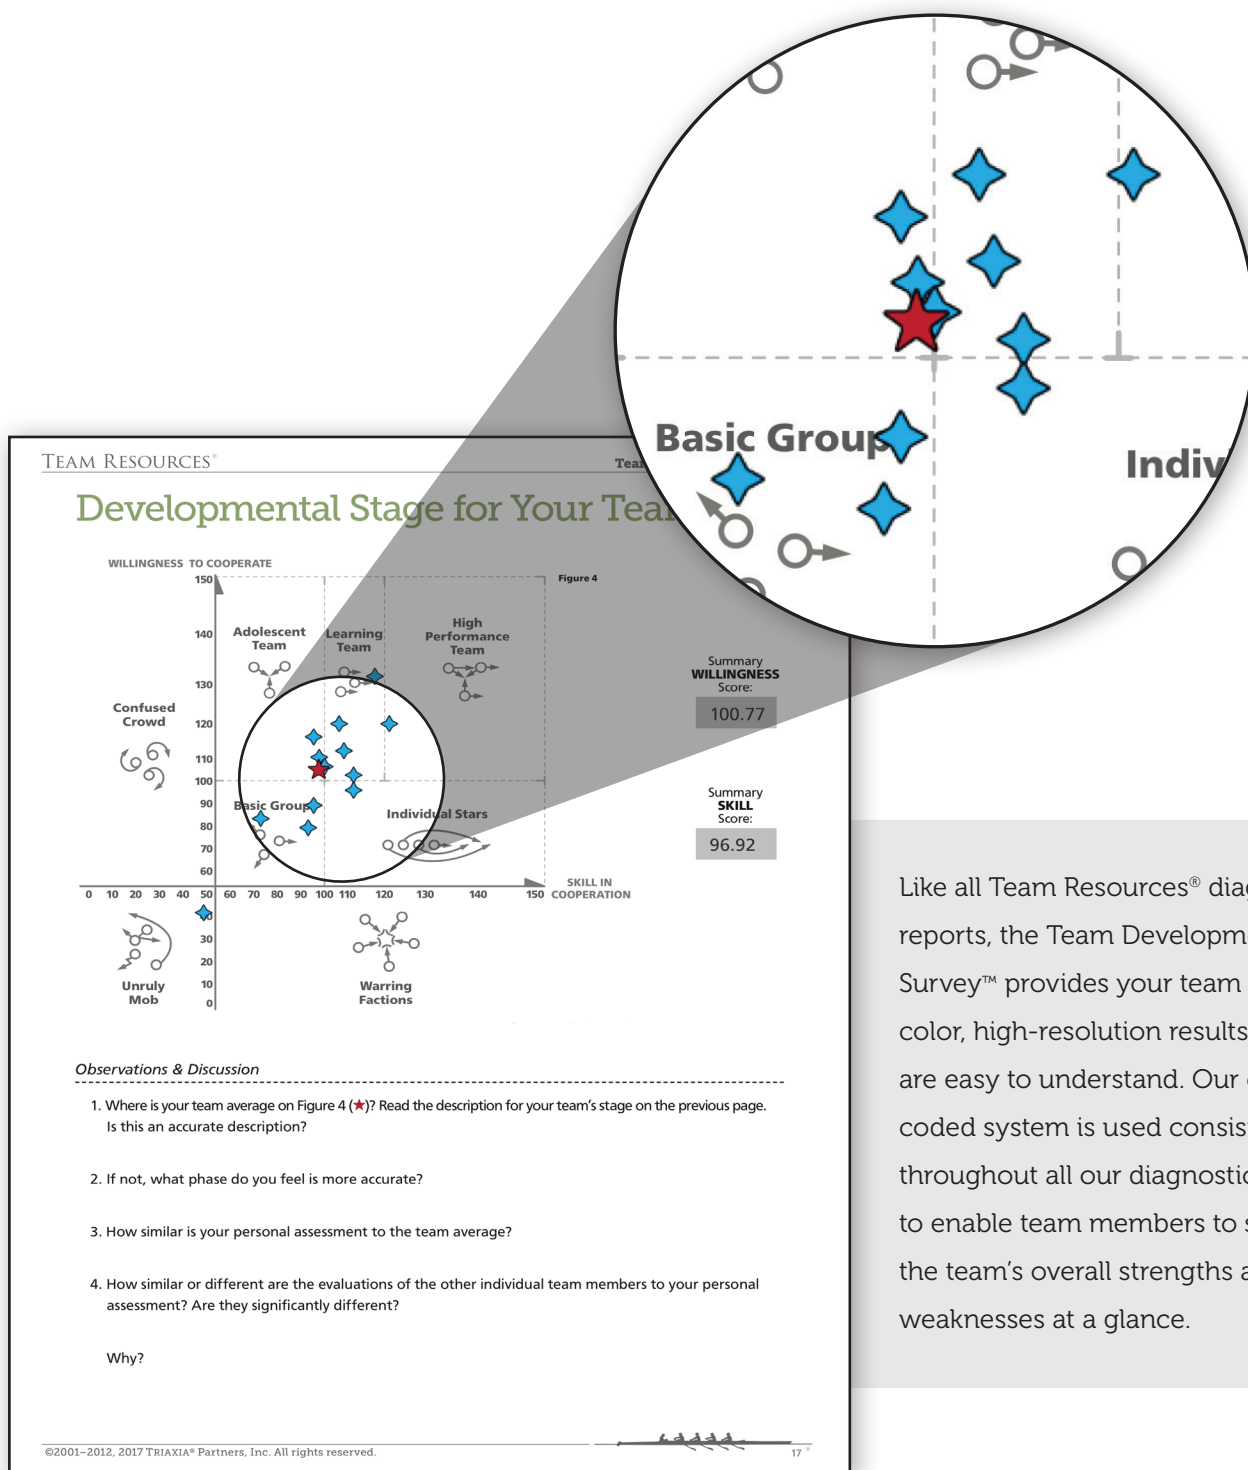 Basic Group
TEAM RESOURCES®
Developmental Stage for Your
WILLINGNESS TO COOPERATE
150
Figure 4
140
Adolescent
Team
Learning
Team
High
Performance
Team
130
Summary
WILLINGNESS
Score:
100.77
Confused
Crowd
120
110
100
90
Basic Group
Individual Stars
Summary
SKILL
Score:
96.92
80
70
60
0 10 20 30 40 50 60 70 80 90 100 110 120 130 140 150
SKILL IN
COOPERATION
30
20
10
0
Unruly
Mob
Warring
Factions
Observations & Discussion
1. Where is your team average on Figure 4 (★)? Read the description for your team’s stage on the previous page.
Is this an accurate description?
2. If not, what phase do you feel is more accurate?
3. How similar is your personal assessment to the team average?
4. How similar or different are the evaluations of the other individual team members to your personal
assessment? Are they significantly different?
Why?
©2001–2012, 2017 TRIAXIA® Partners, Inc. All rights reserved.
17
Like all Team Resources®
reports, the Team
Survey™ provides your team
color, high-resolution results
are easy to understand. Our
coded system is used
throughout all our
to enable team members to
the team’s overall strengths
weaknesses at a glance.